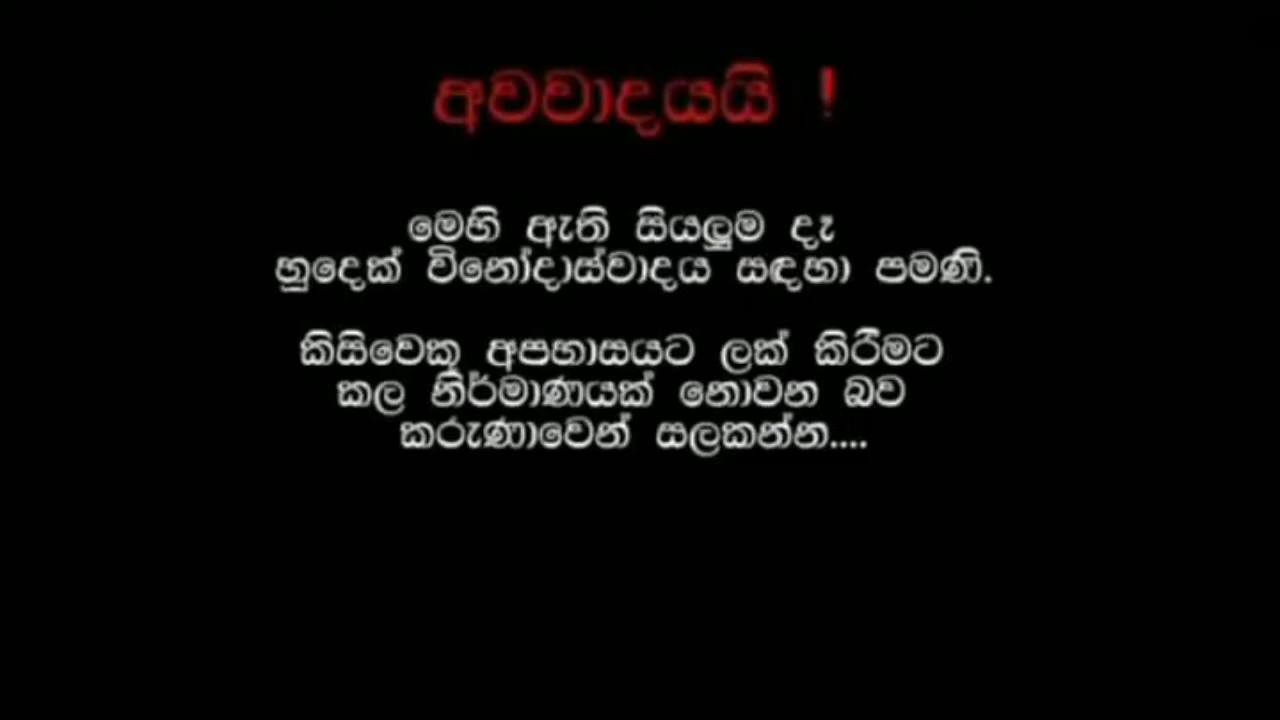 අවවාදයයි !
මෙහි ඇති සියලුම දෑ
හුදෙක් විනෝදාස්වාදය සඳහා පමණි.
කිසිවෙකු අපහාසයට ලක් කිරීමට
කල නිර්මාණයක් නොවන බව
කරුණාවෙන් සලකන්න....